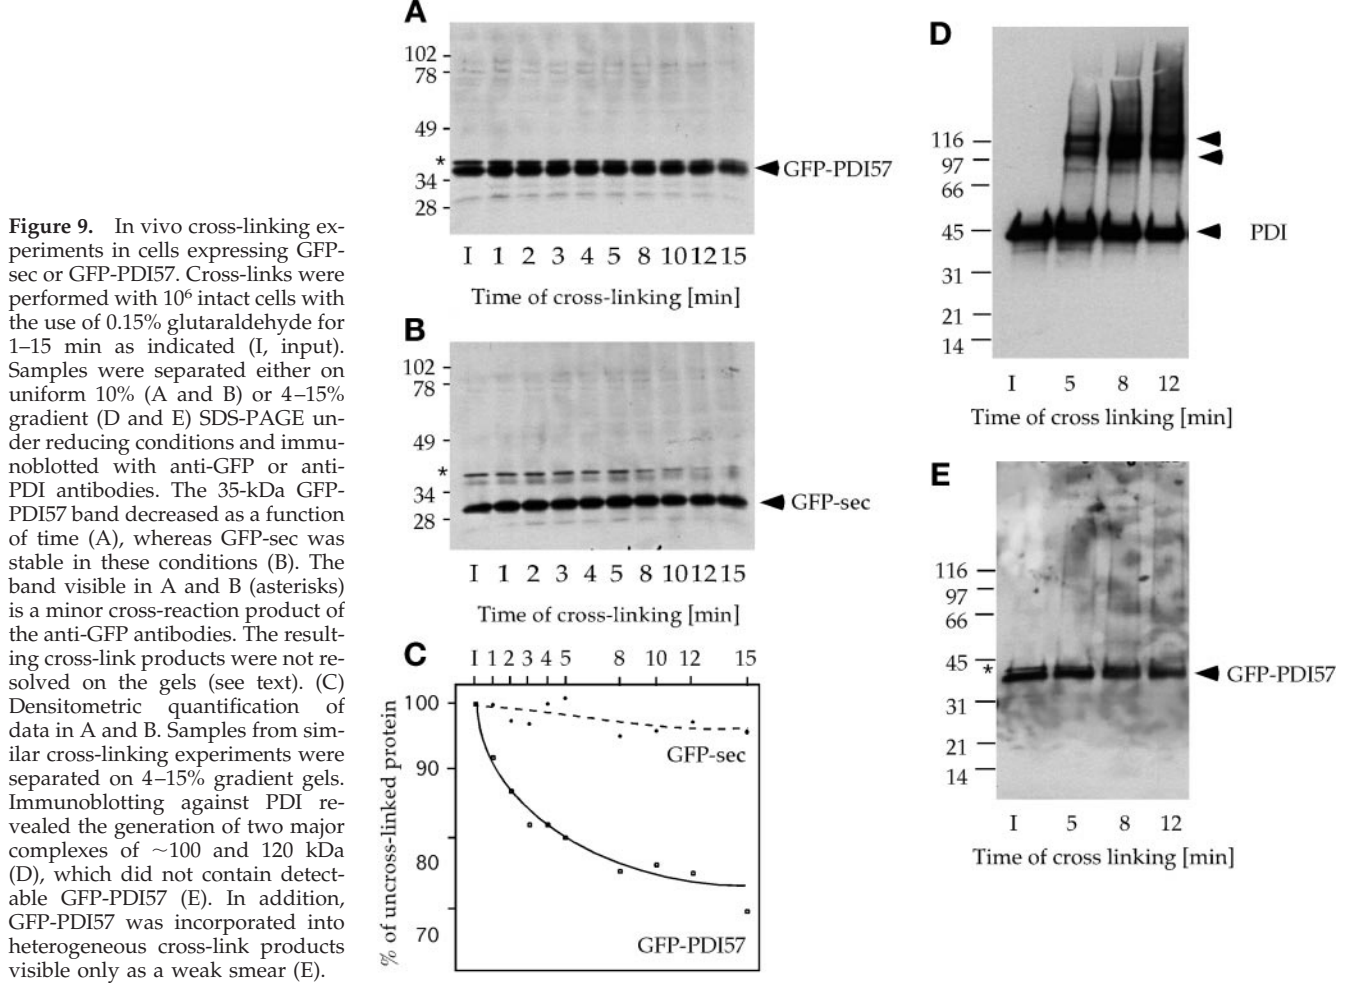 Figure 9. In vivo cross-linking ex-
periments in cells expressing GFP-
sec or GFP-PDI57. Cross-links were
performed with 10⁶ intact cells with
the use of 0.15% glutaraldehyde for
1–15 min as indicated (I, input).
Samples were separated either on
uniform 10% (A and B) or 4–15%
gradient (D and E) SDS-PAGE un-
der reducing conditions and immu-
noblotted with anti-GFP or anti-
PDI antibodies. The 35-kDa GFP-
PDI57 band decreased as a function
of time (A), whereas GFP-sec was
stable in these conditions (B). The
band visible in A and B (asterisks)
is a minor cross-reaction product of
the anti-GFP antibodies. The result-
ing cross-link products were not re-
solved on the gels (see text). (C)
Densitometric quantification of
data in A and B. Samples from sim-
ilar cross-linking experiments were
separated on 4–15% gradient gels.
Immunoblotting against PDI re-
vealed the generation of two major
complexes of ~100 and 120 kDa
(D), which did not contain detect-
able GFP-PDI57 (E). In addition,
GFP-PDI57 was incorporated into
heterogeneous cross-link products
visible only as a weak smear (E).
A
102
78
49
*
34
28
GFP-PDI57
I 1 2 3 4 5 8 10 12 15
Time of cross-linking [min]
B
102
78
49
*
34
28
GFP-sec
I 1 2 3 4 5 8 10 12 15
Time of cross-linking [min]
C
I 1 2 3 4 5 8 10 12 15
100
90
80
70
% of uncross-linked protein
GFP-sec
GFP-PDI57
D
116
97
66
45
31
21
14
PDI
I 5 8 12
Time of cross linking [min]
E
116
97
66
45
*
31
21
14
GFP-PDI57
I 5 8 12
Time of cross linking [min]